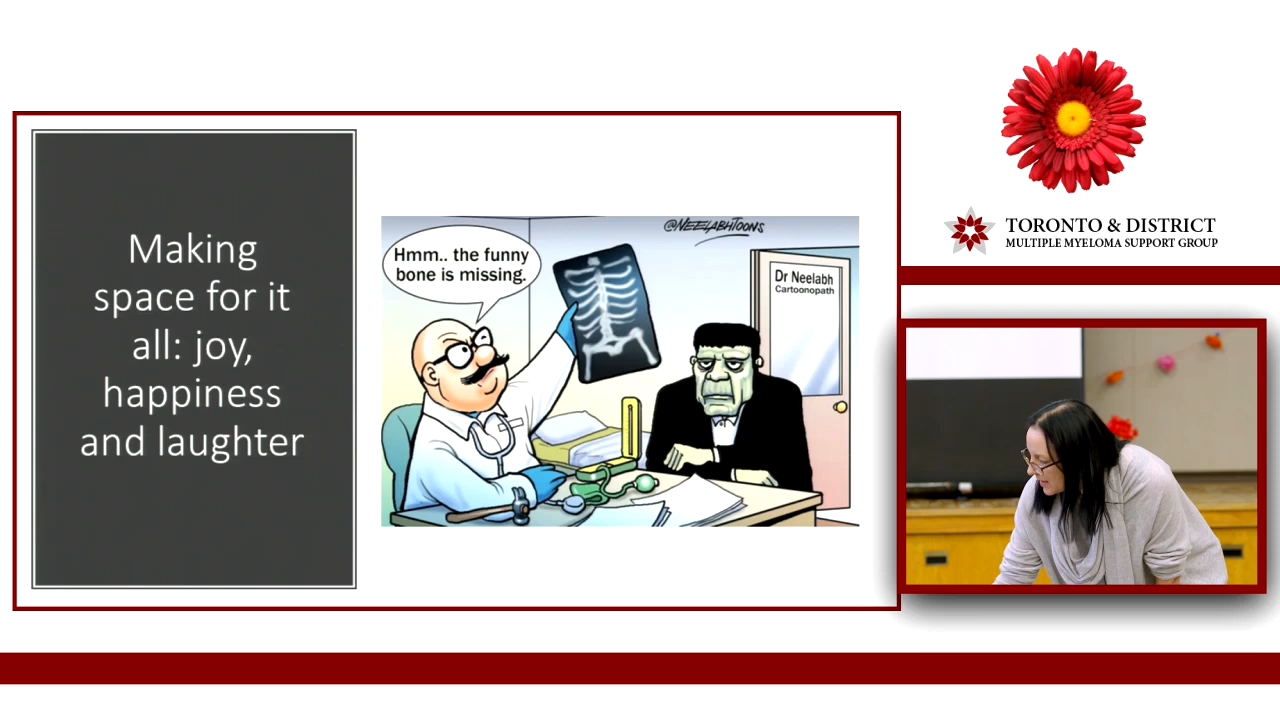 Making
space for it
all: joy,
happiness
and laughter
@NEELABHTOONS
Hmm.. the funny
bone is missing.
Dr Neelabh
Cartoonopath
TORONTO & DISTRICT
MULTIPLE MYELOMA SUPPORT GROUP